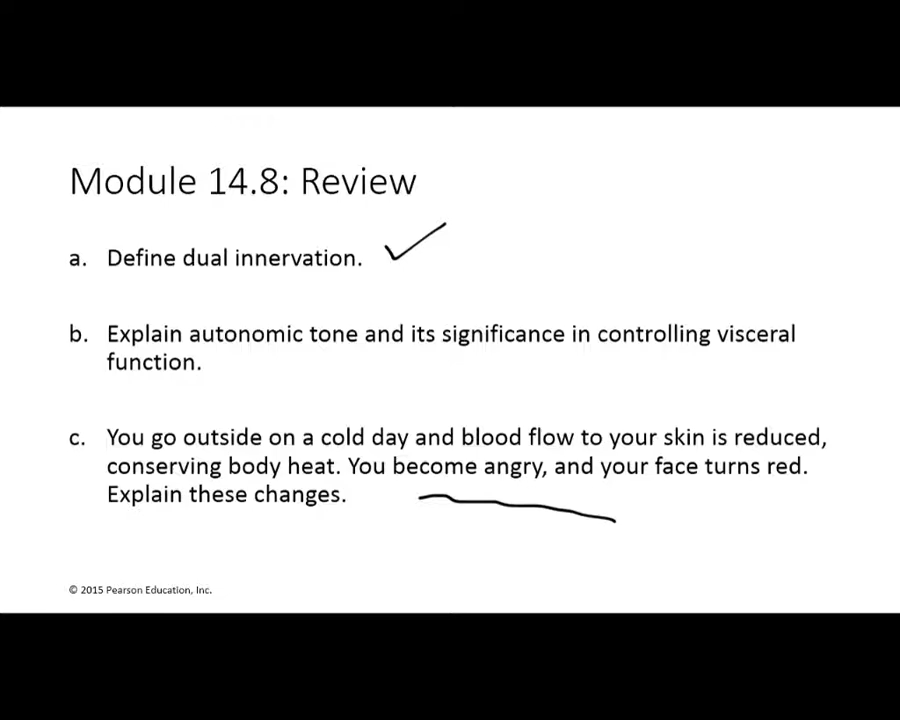 Module 14.8: Review
a. Define dual innervation.
b. Explain autonomic tone and its significance in controlling visceral
function.
c. You go outside on a cold day and blood flow to your skin is reduced,
conserving body heat. You become angry, and your face turns red.
Explain these changes.
© 2015 Pearson Education, Inc.